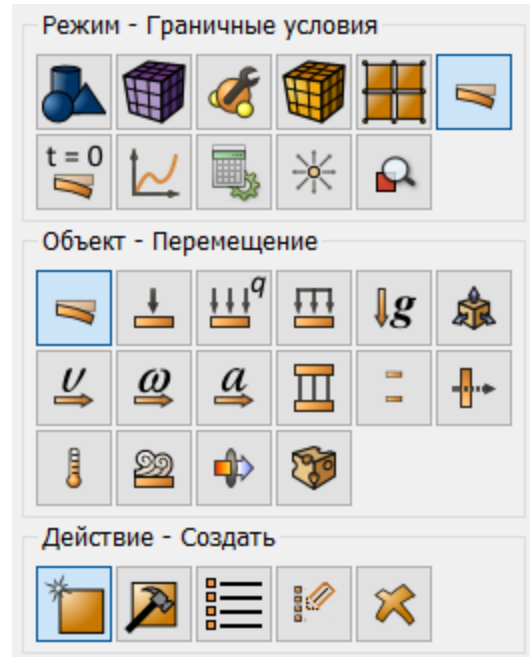 Режим - Граничные условия
t = 0
Объект - Перемещение
q
g
υ
ω
a
Действие - Создать